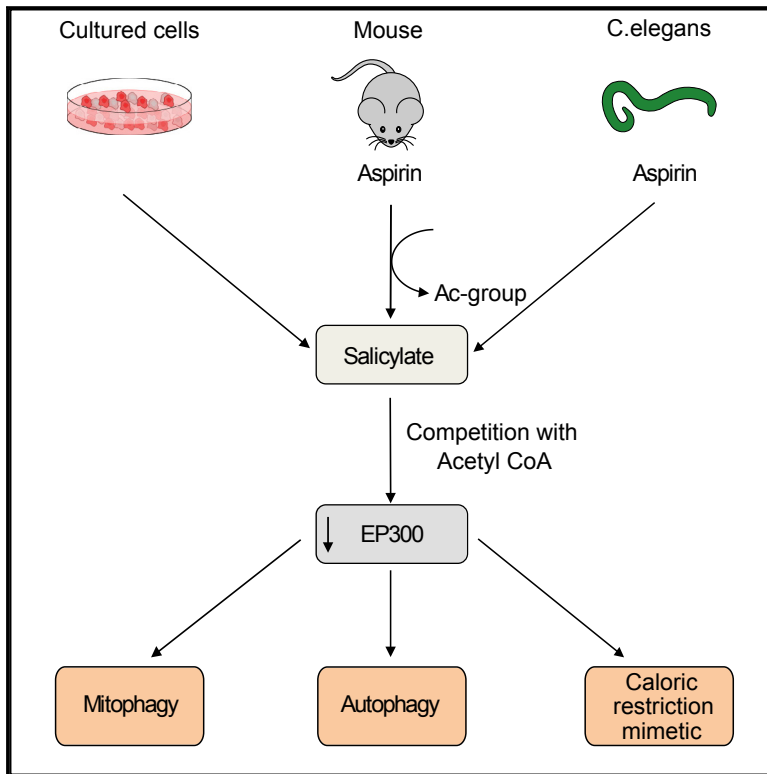 Cultured cells
Mouse
C.elegans
Aspirin
Aspirin
Ac-group
Salicylate
Competition with
Acetyl CoA
EP300
Mitophagy
Autophagy
Caloric
restriction
mimetic